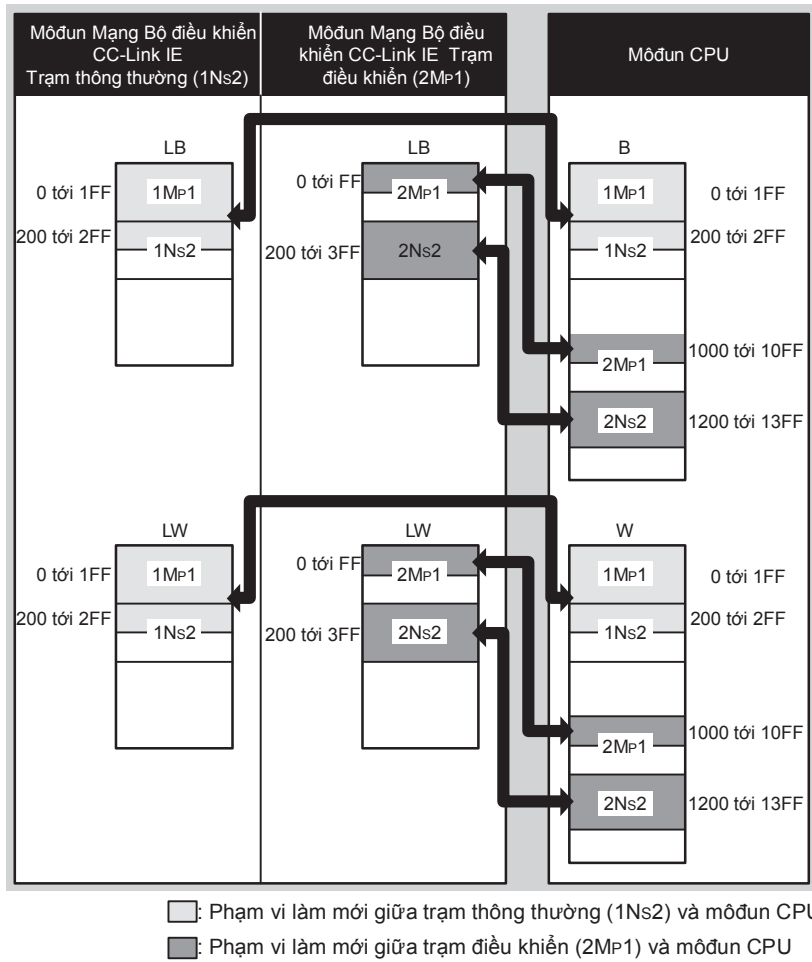 Môđun Mạng Bộ điều khiển
CC-Link IE
Trạm thông thường (1Ns2)
Môđun Mạng Bộ điều
khiển CC-Link IE Trạm
điều khiển (2MP1)
Môđun CPU
LB
0 tới 1FF
1MP1
200 tới 2FF
1Ns2
LB
0 tới FF
2MP1
200 tới 3FF
2Ns2
B
1MP1
0 tới 1FF
200 tới 2FF
1Ns2
1000 tới 10FF
2MP1
2Ns2
1200 tới 13FF
LW
0 tới 1FF
1MP1
200 tới 2FF
1Ns2
LW
0 tới FF
2MP1
200 tới 3FF
2Ns2
W
1MP1
0 tới 1FF
200 tới 2FF
1Ns2
1000 tới 10FF
2MP1
2Ns2
1200 tới 13FF
: Phạm vi làm mới giữa trạm thông thường (1Ns2) và môđun CPU
: Phạm vi làm mới giữa trạm điều khiển (2MP1) và môđun CPU